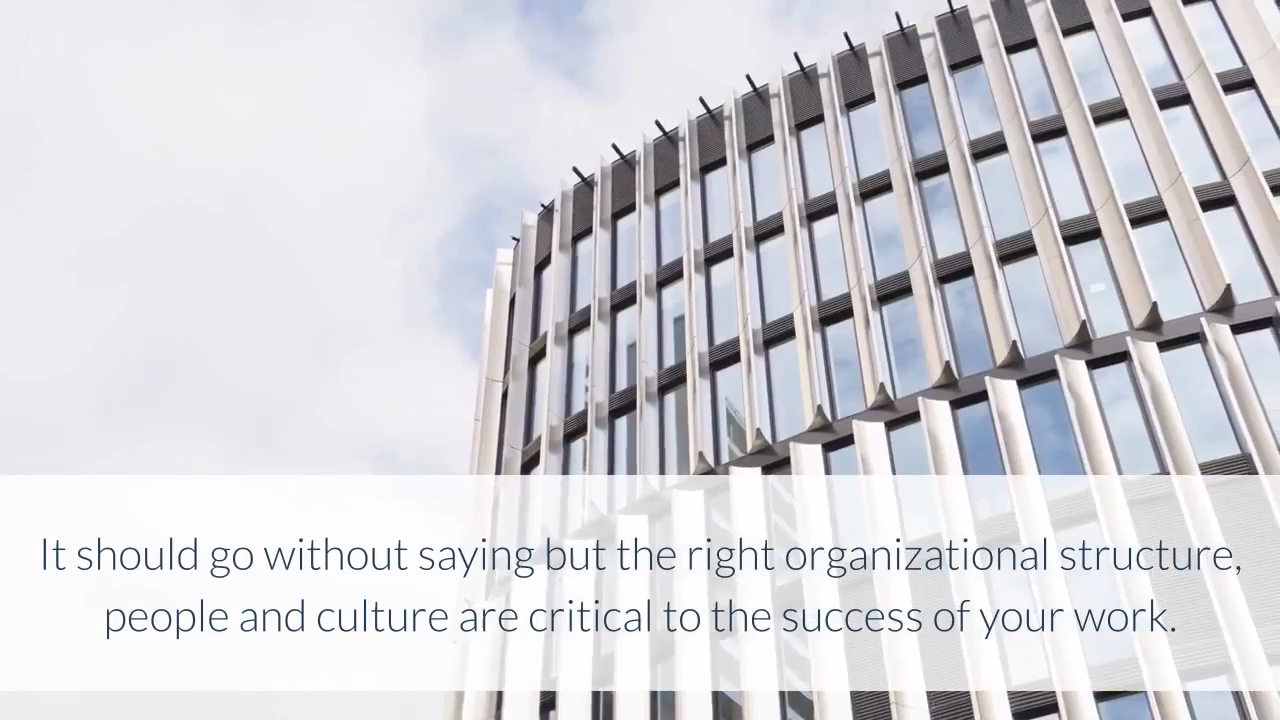 It should go without saying but the right organizational structure,
people and culture are critical to the success of your work.